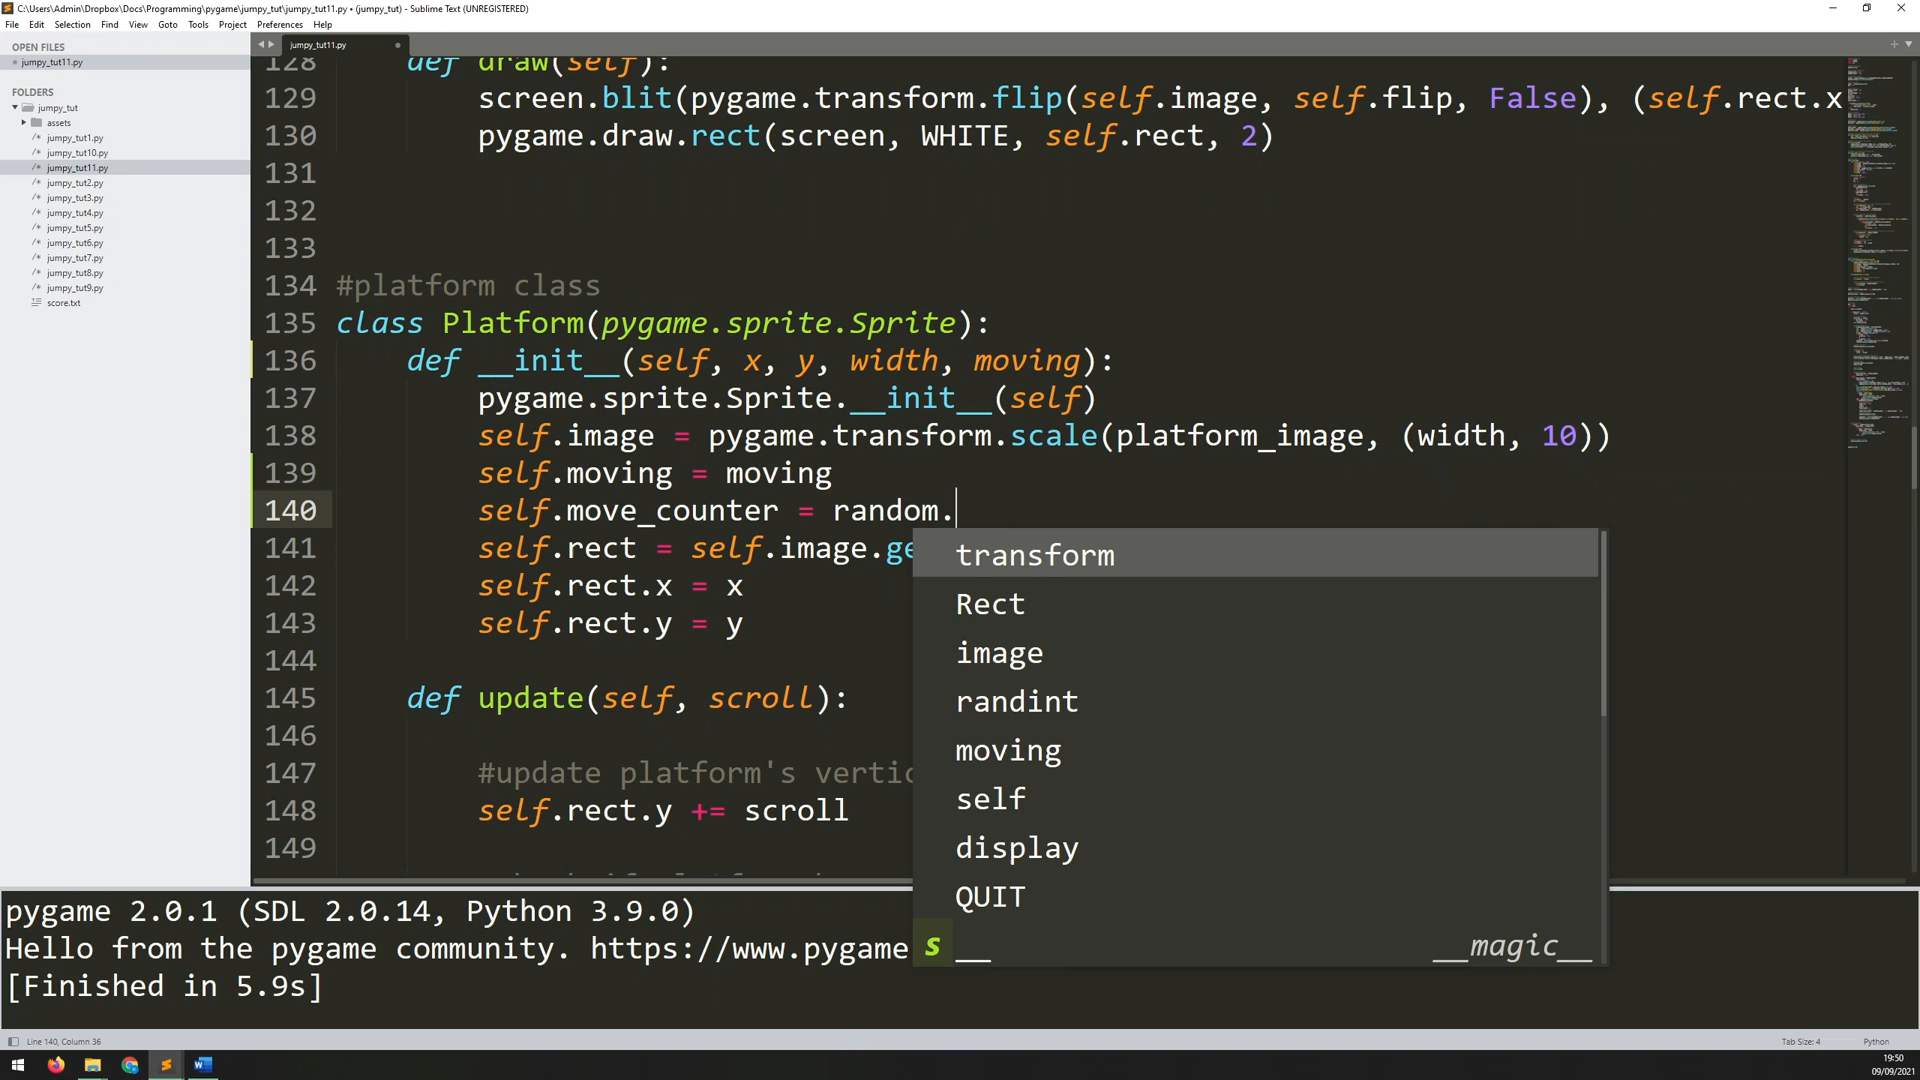 C:\Users\Admin\Dropbox\Docs\Programming\pygame\jumpy_tut\jumpy_tut11.py • (jumpy_tut) - Sublime Text (UNREGISTERED)
File Edit Selection Find View Goto Tools Project Preferences Help
OPEN FILES
jumpy_tut11.py
FOLDERS
jumpy_tut
assets
jumpy_tut1.py
jumpy_tut10.py
jumpy_tut11.py
jumpy_tut2.py
jumpy_tut3.py
jumpy_tut4.py
jumpy_tut5.py
jumpy_tut6.py
jumpy_tut7.py
jumpy_tut8.py
jumpy_tut9.py
score.txt
jumpy_tut11.py
128 def draw(self):
129 screen.blit(pygame.transform.flip(self.image, self.flip, False), (self.rect.x
130 pygame.draw.rect(screen, WHITE, self.rect, 2)
131
132
133
134 #platform class
135 class Platform(pygame.sprite.Sprite):
136 def __init__(self, x, y, width, moving):
137 pygame.sprite.Sprite.__init__(self)
138 self.image = pygame.transform.scale(platform_image, (width, 10))
139 self.moving = moving
140 self.move_counter = random.
141 self.rect = self.image.ge
142 self.rect.x = x
143 self.rect.y = y
144
145 def update(self, scroll):
146
147 #update platform's vertic
148 self.rect.y += scroll
149
transform
Rect
image
randint
moving
self
display
QUIT
s __ __magic__
pygame 2.0.1 (SDL 2.0.14, Python 3.9.0)
Hello from the pygame community. https://www.pygame
[Finished in 5.9s]
Line 140, Column 36
Tab Size: 4
Python
19:50
09/09/2021